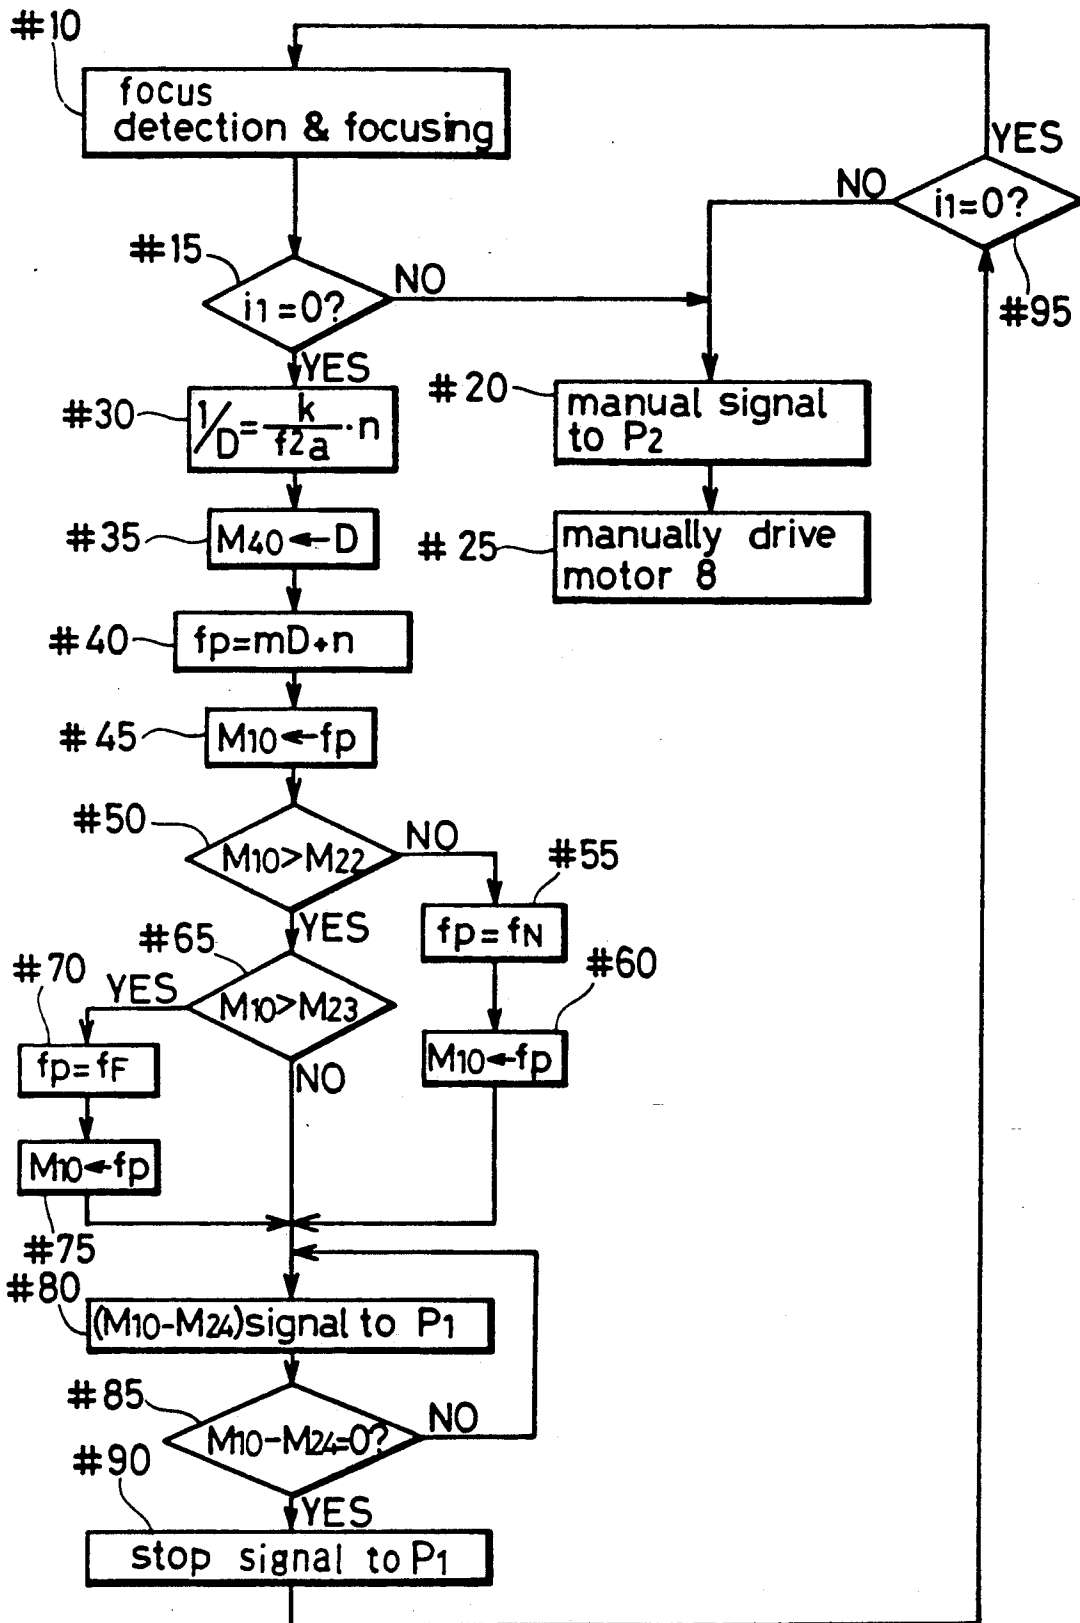 #10
focus
detection & focusing
YES
NO
i1=0?
#95
#15
NO
i1=0?
YES
#20
manual signal
to P2
#30
1/D=k/f2a·n
#35
M40←D
#25
manually drive
motor 8
#40
fp=mD+n
#45
M10←fp
#50
M10>M22
NO
YES
#55
fp=fN
#60
M10←fp
#65
M10>M23
YES
NO
#70
fp=fF
M10←fp
#75
#80
(M10-M24)signal to P1
#85
M10-M24=0?
NO
#90
YES
stop signal to P1